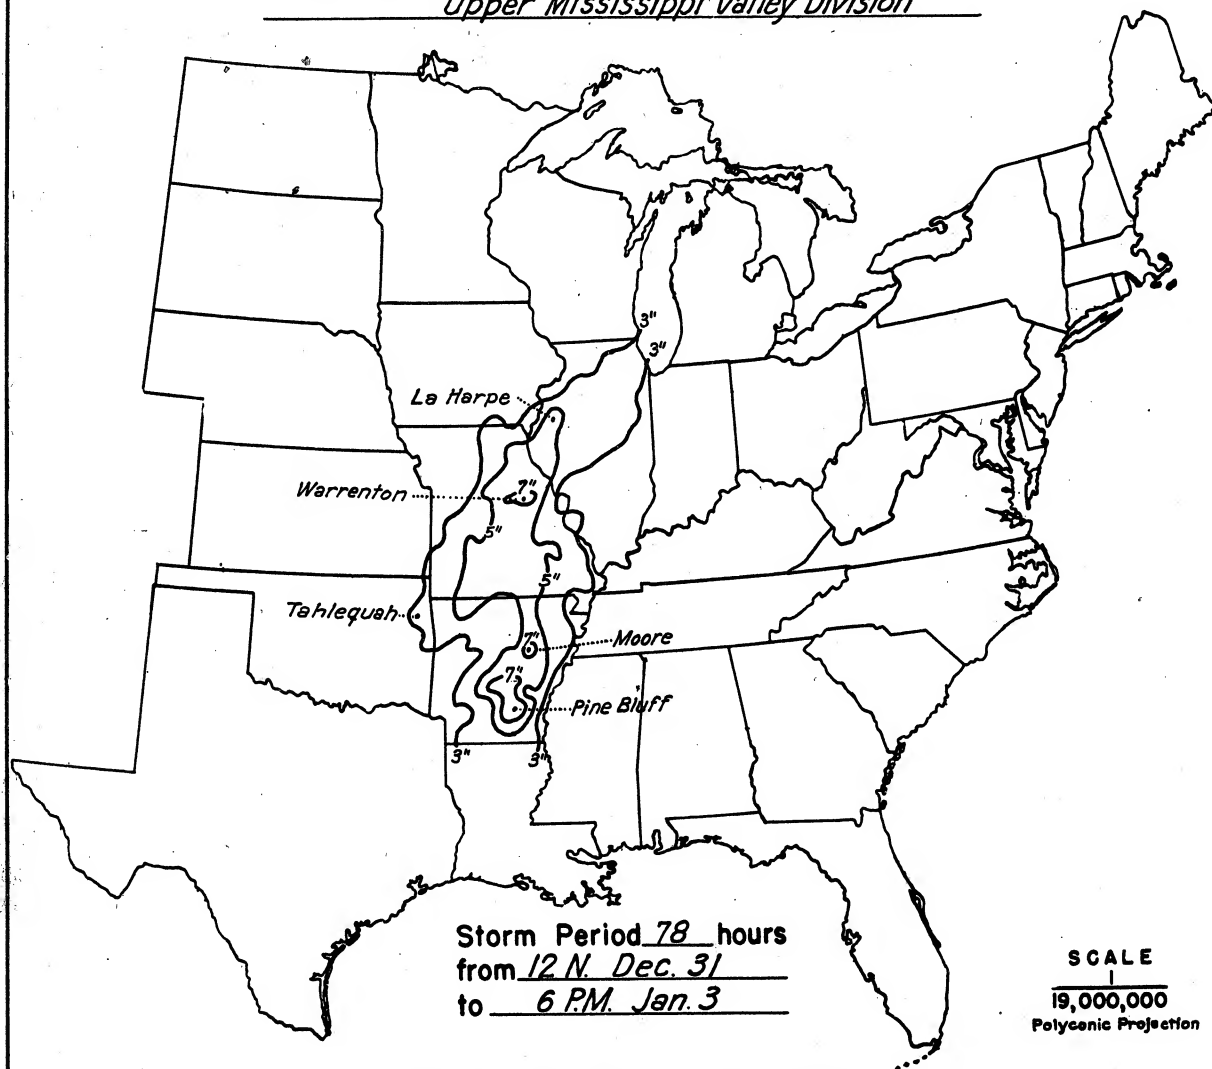 Upper Mississippi Valley Division
3"
3"
La Harpe
Warrenton
7"
5"
5"
Tahlequah
7"
Moore
7"
Pine Bluff
3"
3"
Storm Period 78 hours
from 12 N. Dec. 31
to 6 P.M. Jan. 3
SCALE
1
19,000,000
Polyconic Projection